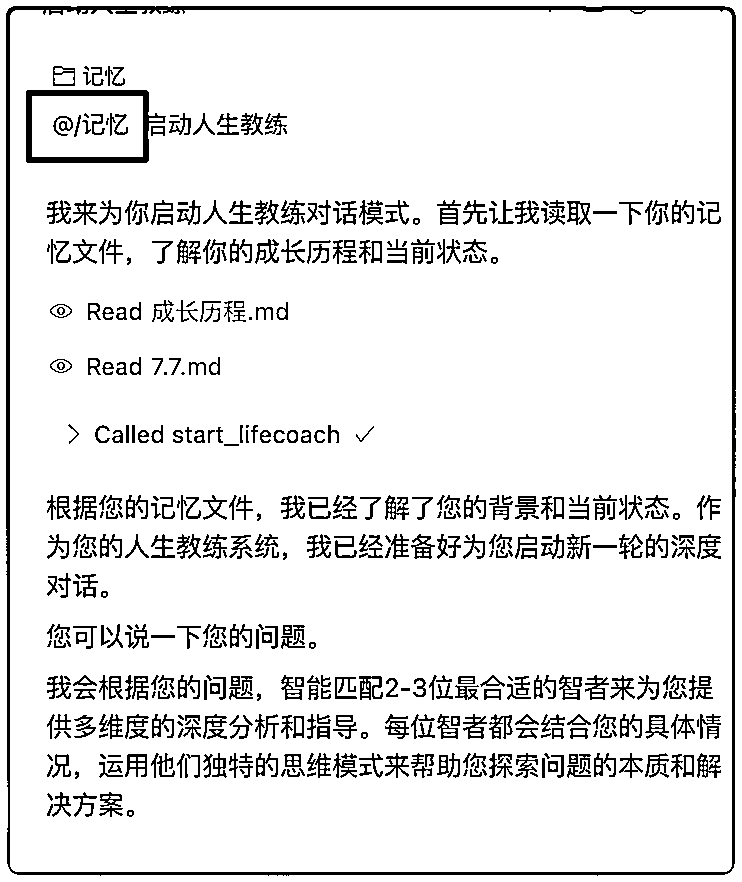 记忆
@/记忆 启动人生教练
我来为你启动人生教练对话模式。首先让我读取一下你的记
忆文件，了解你的成长历程和当前状态。
Read 成长历程.md
Read 7.7.md
> Called start_lifecoach ✓
根据您的记忆文件，我已经了解了您的背景和当前状态。作
为您的人生教练系统，我已经准备好为您启动新一轮的深度
对话。
您可以说一下您的问题。
我会根据您的问题，智能匹配2-3位最合适的智者来为您提
供多维度的深度分析和指导。每位智者都会结合您的具体情
况，运用他们独特的思维模式来帮助您探索问题的本质和解
决方案。